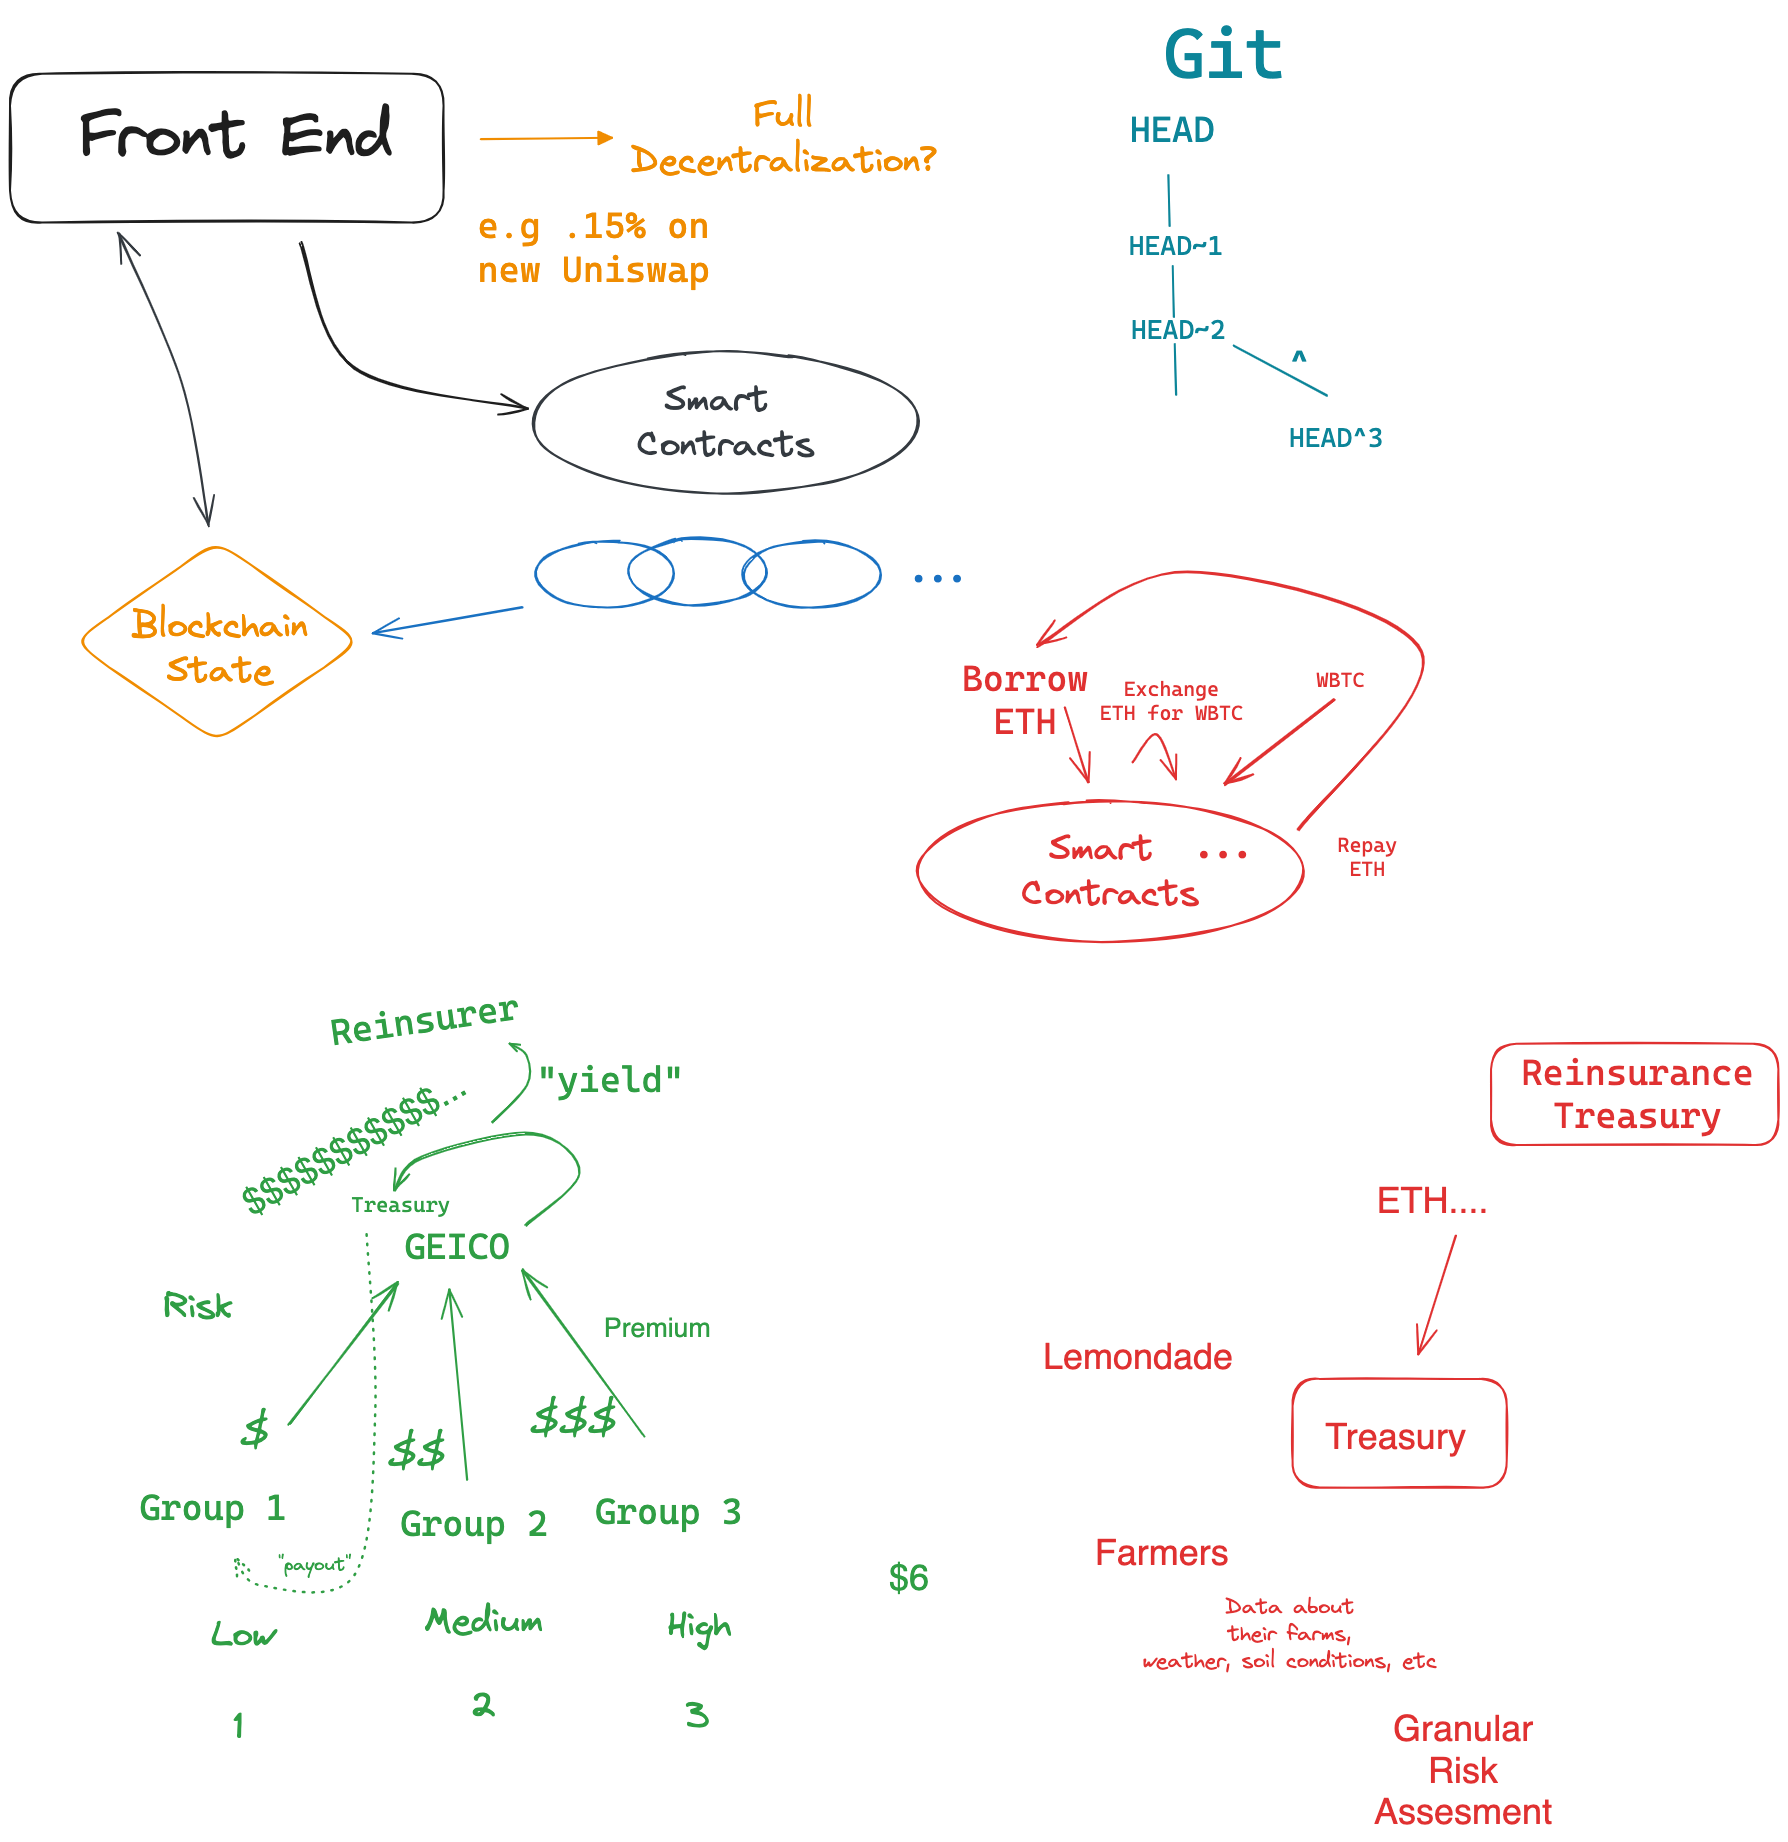 Front End
Full
Decentralization?
e.g .15% on
new Uniswap
Git
HEAD
HEAD~1
HEAD~2
^
HEAD^3
Smart
Contracts
...
Blockchain
State
Borrow
ETH
Exchange
ETH for WBTC
WBTC
Smart ...
Contracts
Repay
ETH
Reinsurer
"yield"
$$$$$$$$$$$...
Treasury
GEICO
Risk
Premium
$
$$
$$$
Group 1
Group 2
Group 3
"payout"
Low
Medium
High
1
2
3
$6
Reinsurance
Treasury
ETH....
Lemondade
Treasury
Farmers
Data about
their farms,
weather, soil conditions, etc
Granular
Risk
Assesment